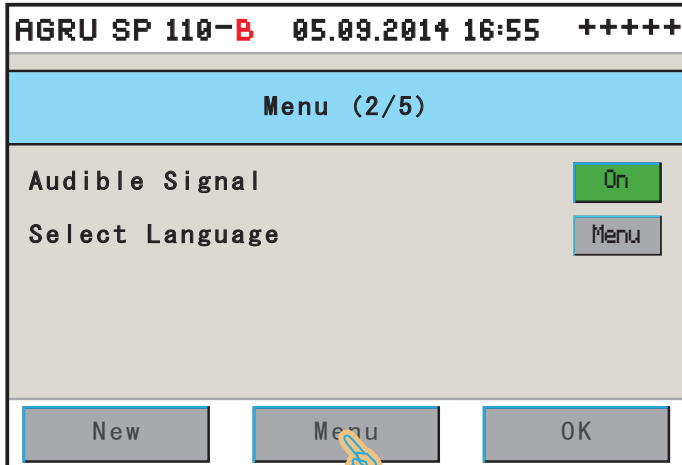 AGRU SP 110-B 05.09.2014 16:55 +++++
Menu (2/5)
Audible Signal On
Select Language Menu
New Menu OK